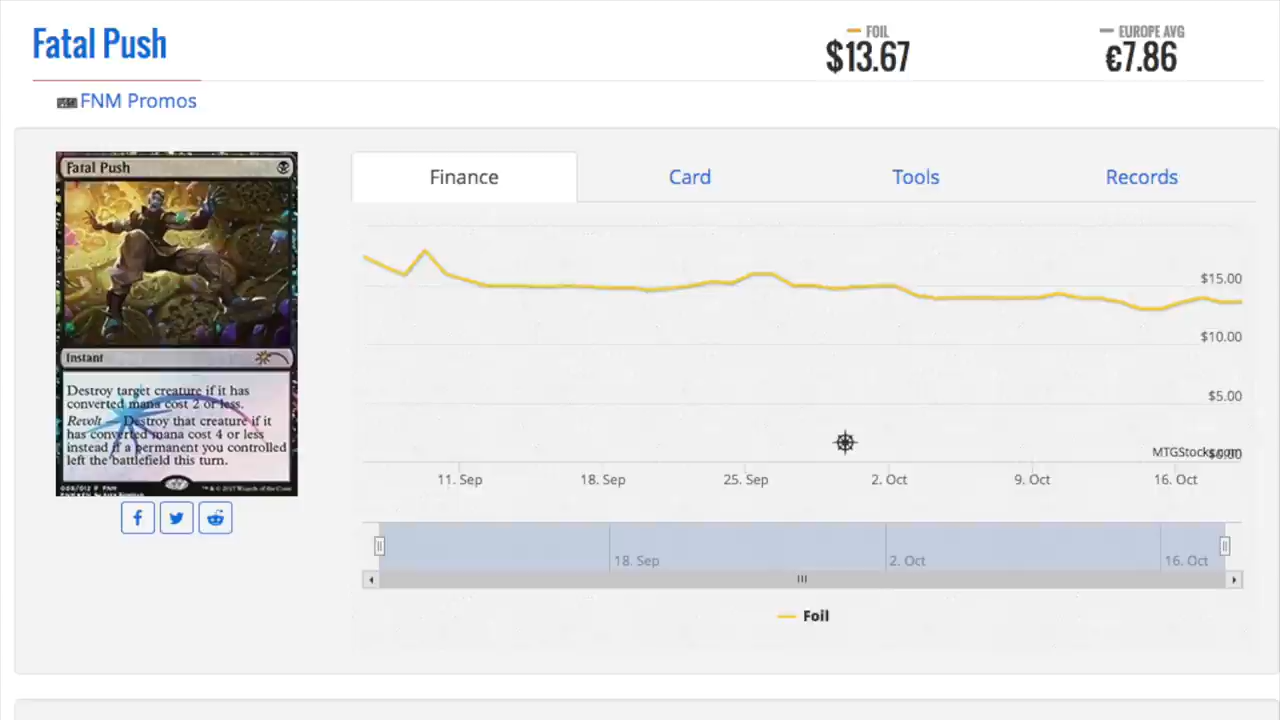 Fatal Push
FOIL
$13.67
EUROPE AVG
€7.86
FNM Promos
Fatal Push
Instant
Destroy target creature if it has
converted mana cost 2 or less.
Revolt — Destroy that creature if it
has converted mana cost 4 or less
instead if a permanent you controlled
left the battlefield this turn.
Finance
Card
Tools
Records
$15.00
$10.00
$5.00
$0.00
MTGStocks.com
11. Sep
18. Sep
25. Sep
2. Oct
9. Oct
16. Oct
18. Sep
2. Oct
16. Oct
Foil